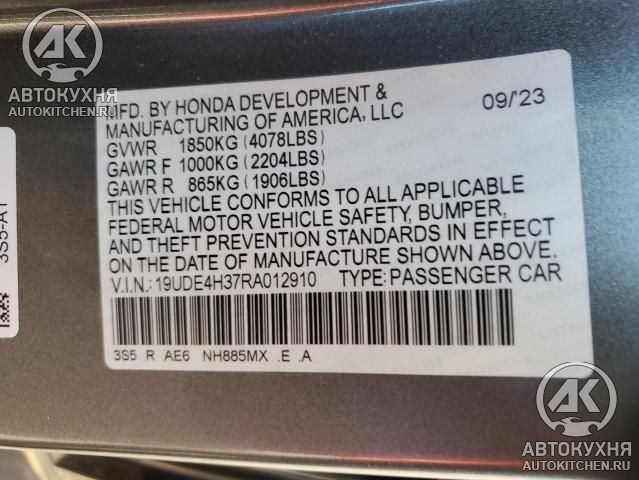 АВТОКУХНЯ
AUTOKITCHEN.RU
MFD. BY HONDA DEVELOPMENT & 09/'23
MANUFACTURING OF AMERICA, LLC
GVWR 1850KG(4078LBS)
GAWR F 1000KG(2204LBS)
GAWR R 865KG(1906LBS)
THIS VEHICLE CONFORMS TO ALL APPLICABLE
FEDERAL MOTOR VEHICLE SAFETY, BUMPER,
AND THEFT PREVENTION STANDARDS IN EFFECT
ON THE DATE OF MANUFACTURE SHOWN ABOVE.
V.I.N.:19UDE4H37RA012910 TYPE:PASSENGER CAR
3S5 R AE6 NH885MX .E .A
3S5-A1
АВТОКУХНЯ
AUTOKITCHEN.RU